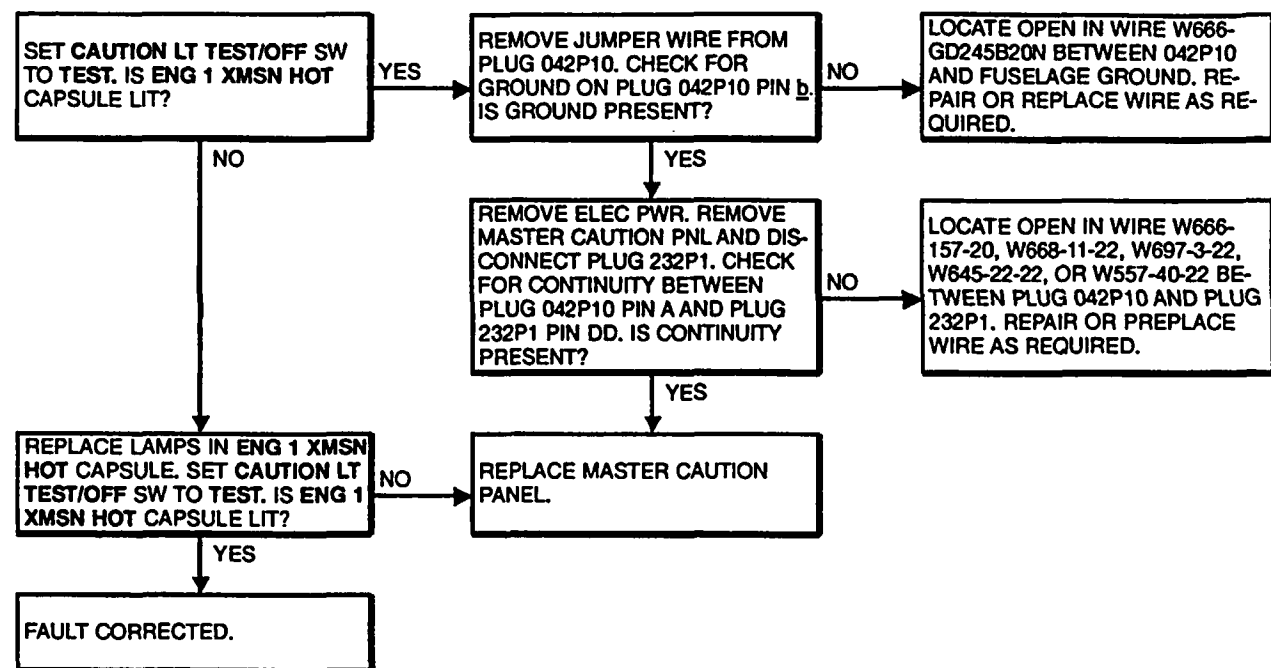 SET CAUTION LT TEST/OFF SW
TO TEST. IS ENG 1 XMSN HOT
CAPSULE LIT?
YES
REMOVE JUMPER WIRE FROM
PLUG 042P10. CHECK FOR
GROUND ON PLUG 042P10 PIN b.
IS GROUND PRESENT?
NO
LOCATE OPEN IN WIRE W666-
GD245B20N BETWEEN 042P10
AND FUSELAGE GROUND. RE-
PAIR OR REPLACE WIRE AS RE-
QUIRED.
NO
YES
REMOVE ELEC PWR. REMOVE
MASTER CAUTION PNL AND DIS-
CONNECT PLUG 232P1. CHECK
FOR CONTINUITY BETWEEN
PLUG 042P10 PIN A AND PLUG
232P1 PIN DD. IS CONTINUITY
PRESENT?
NO
LOCATE OPEN IN WIRE W666-
157-20, W668-11-22, W697-3-22,
W645-22-22, OR W557-40-22 BE-
TWEEN PLUG 042P10 AND PLUG
232P1. REPAIR OR PREPLACE
WIRE AS REQUIRED.
YES
REPLACE LAMPS IN ENG 1 XMSN
HOT CAPSULE. SET CAUTION LT
TEST/OFF SW TO TEST. IS ENG 1
XMSN HOT CAPSULE LIT?
NO
REPLACE MASTER CAUTION
PANEL.
YES
FAULT CORRECTED.